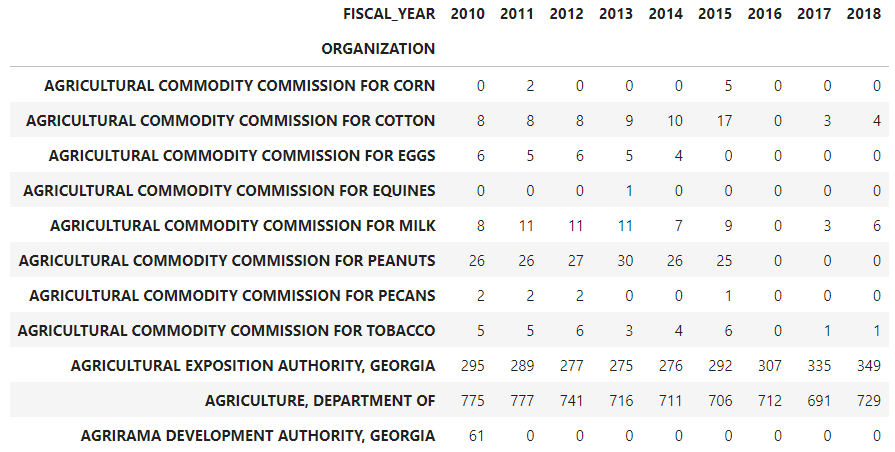 FISCAL_YEAR 2010 2011 2012 2013 2014 2015 2016 2017 2018
ORGANIZATION
AGRICULTURAL COMMODITY COMMISSION FOR CORN 0 2 0 0 0 5 0 0 0
AGRICULTURAL COMMODITY COMMISSION FOR COTTON 8 8 8 9 10 17 0 3 4
AGRICULTURAL COMMODITY COMMISSION FOR EGGS 6 5 6 5 4 0 0 0 0
AGRICULTURAL COMMODITY COMMISSION FOR EQUINES 0 0 0 1 0 0 0 0 0
AGRICULTURAL COMMODITY COMMISSION FOR MILK 8 11 11 11 7 9 0 3 6
AGRICULTURAL COMMODITY COMMISSION FOR PEANUTS 26 26 27 30 26 25 0 0 0
AGRICULTURAL COMMODITY COMMISSION FOR PECANS 2 2 2 0 0 1 0 0 0
AGRICULTURAL COMMODITY COMMISSION FOR TOBACCO 5 5 6 3 4 6 0 1 1
AGRICULTURAL EXPOSITION AUTHORITY, GEORGIA 295 289 277 275 276 292 307 335 349
AGRICULTURE, DEPARTMENT OF 775 777 741 716 711 706 712 691 729
AGRIRAMA DEVELOPMENT AUTHORITY, GEORGIA 61 0 0 0 0 0 0 0 0